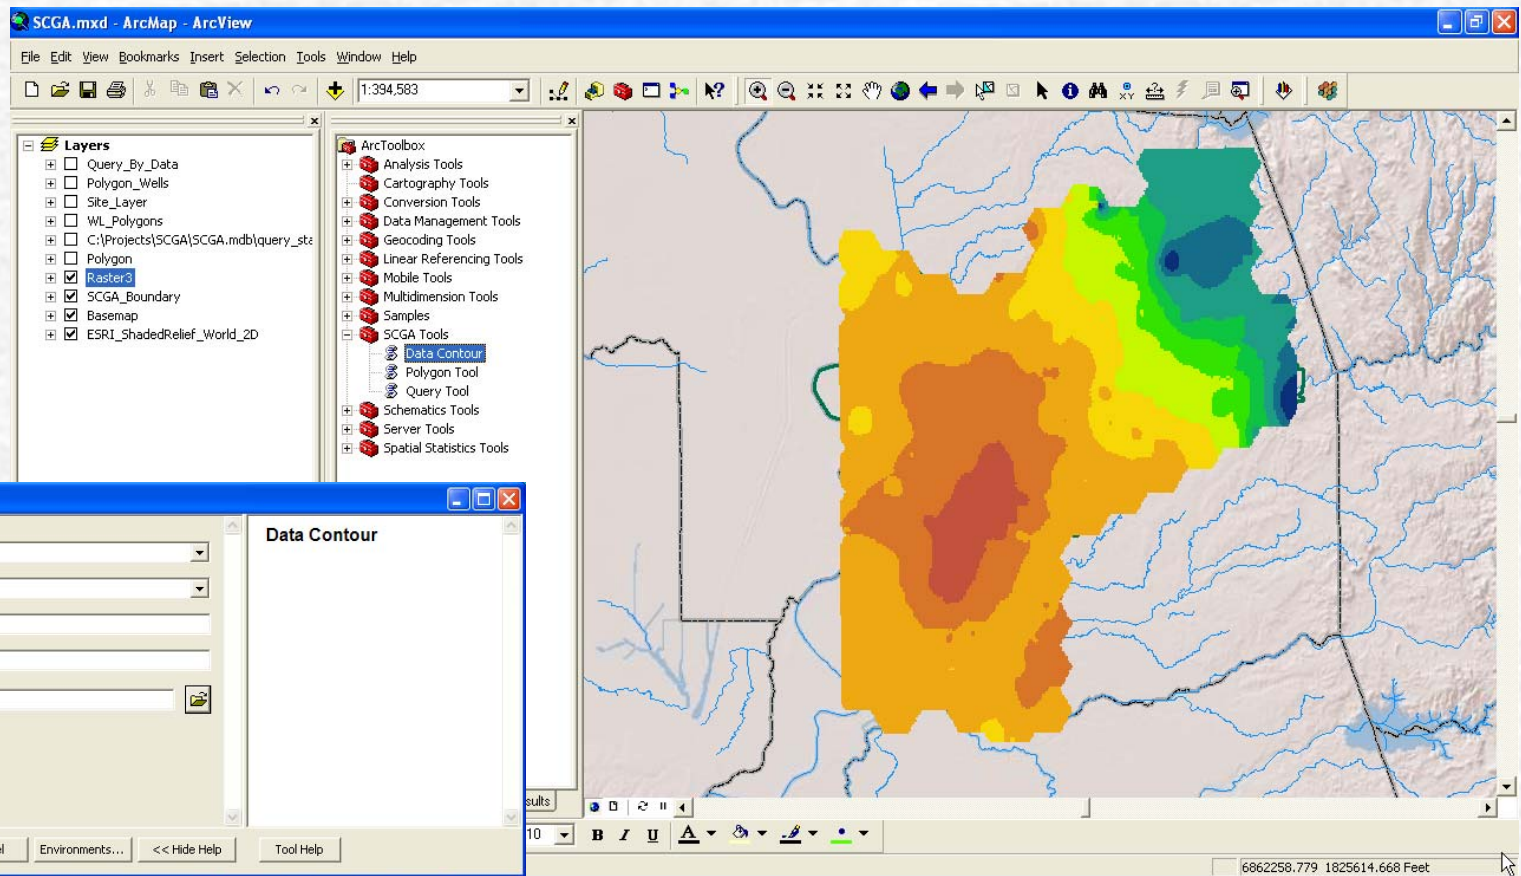 SCGA.mxd - ArcMap - ArcView
File Edit View Bookmarks Insert Selection Tools Window Help
1:394,583
Layers
Query_By_Data
Polygon_Wells
Site_Layer
WL_Polygons
C:\Projects\SCGA\SCGA.mdb\query_sta
Polygon
Raster3
SCGA_Boundary
Basemap
ESRI_ShadedRelief_World_2D
ArcToolbox
Analysis Tools
Cartography Tools
Conversion Tools
Data Management Tools
Geocoding Tools
Linear Referencing Tools
Mobile Tools
Multidimension Tools
Samples
SCGA Tools
Data Contour
Polygon Tool
Query Tool
Schematics Tools
Server Tools
Spatial Statistics Tools
Data Contour
sults
el Environments... << Hide Help Tool Help
10 B I U A
6862258.779 1825614.668 Feet